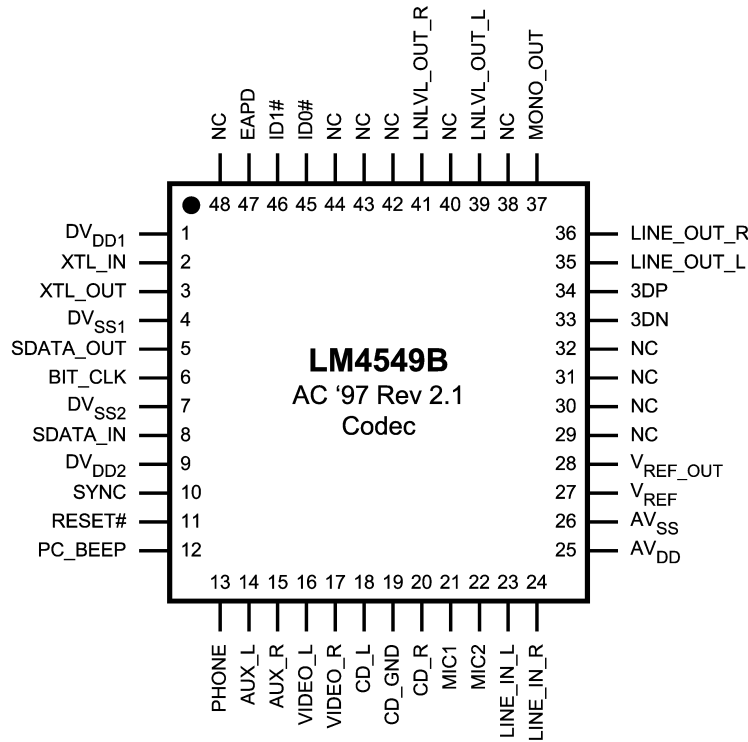 NC EAPD ID1# ID0# NC NC NC LNLVL_OUT_R NC LNLVL_OUT_L NC MONO_OUT
48 47 46 45 44 43 42 41 40 39 38 37
DVDD1 1
XTL_IN 2
XTL_OUT 3
DVSS1 4
SDATA_OUT 5
BIT_CLK 6
DVSS2 7
SDATA_IN 8
DVDD2 9
SYNC 10
RESET# 11
PC_BEEP 12
LM4549B
AC ‘97 Rev 2.1
Codec
36 LINE_OUT_R
35 LINE_OUT_L
34 3DP
33 3DN
32 NC
31 NC
30 NC
29 NC
28 VREF_OUT
27 VREF
26 AVSS
25 AVDD
13 14 15 16 17 18 19 20 21 22 23 24
PHONE AUX_L AUX_R VIDEO_L VIDEO_R CD_L CD_GND CD_R MIC1 MIC2 LINE_IN_L LINE_IN_R